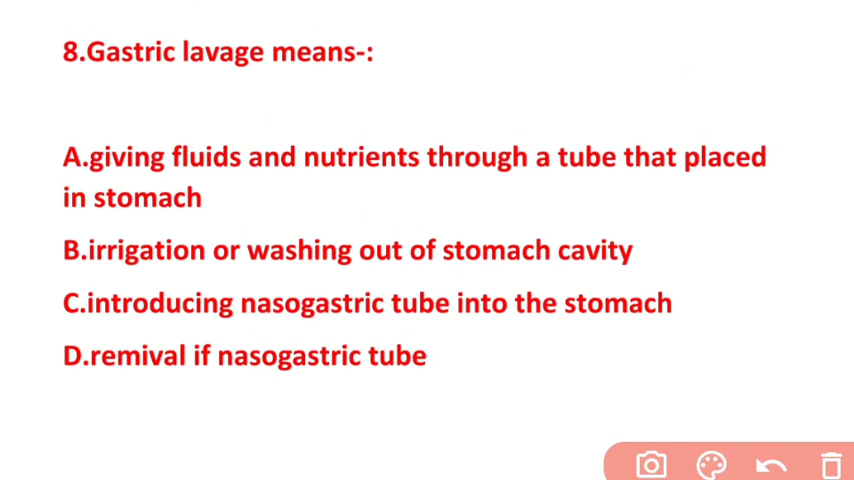 8.Gastric lavage means-:
A.giving fluids and nutrients through a tube that placed
in stomach
B.irrigation or washing out of stomach cavity
C.introducing nasogastric tube into the stomach
D.remival if nasogastric tube